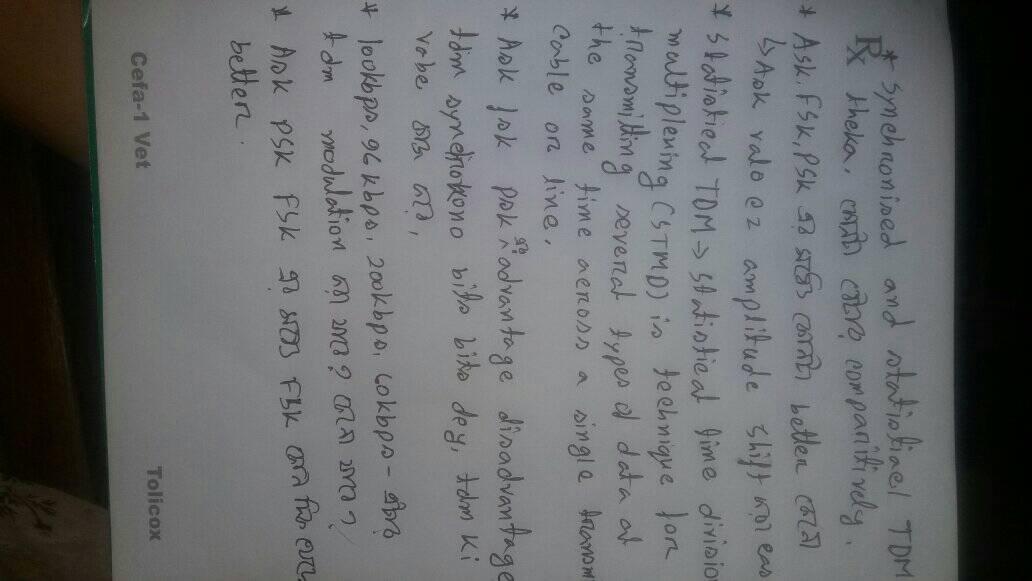 * Synchronised and statistical TDM
Rx theka. কোনটা বেটার comparitively.
* ASK, FSK, PSK এর মধ্যে কোনটা better কেনো
↳ Ask valo ez amplitude shift করা eas
* Statistical TDM → Statistical time divisio
multiplexing (STMD) is technique for
transmitting several types of data at
the same time across a single transm
Cable or line.
* Ask fsk psk এর advantage disadvantage
tdm synchrokono bits bits dey, tdm ki
vabe কাজ করে,
* 100kbps, 96 kbps, 200kbps, 60kbps - এটার
tdm modulation করা যাবে? কেনো যাবে?
* Ask PSK FSK এর মধ্যে FSK কোন দিক থেকে
better.
Cefa-1 Vet
Tolicox